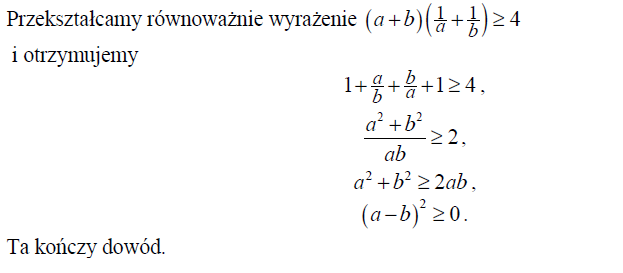 Przekształcamy równoważnie wyrażenie (a+b)(1/a+1/b)≥4
i otrzymujemy
1+a/b+b/a+1≥4,
(a²+b²)/ab≥2,
a²+b²≥2ab,
(a−b)²≥0.
Ta kończy dowód.